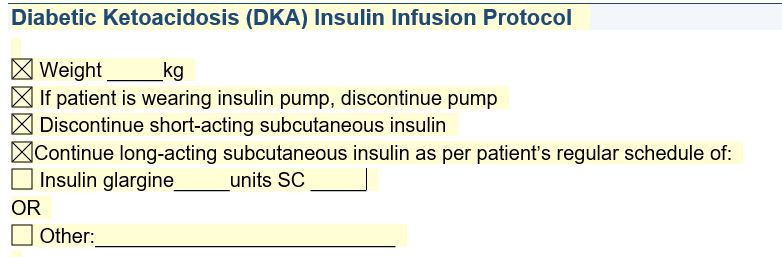 Diabetic Ketoacidosis (DKA) Insulin Infusion Protocol
☒ Weight _____kg
☒ If patient is wearing insulin pump, discontinue pump
☒ Discontinue short-acting subcutaneous insulin
☒Continue long-acting subcutaneous insulin as per patient’s regular schedule of:
☐ Insulin glargine_____units SC _____
OR
☐ Other:___________________________